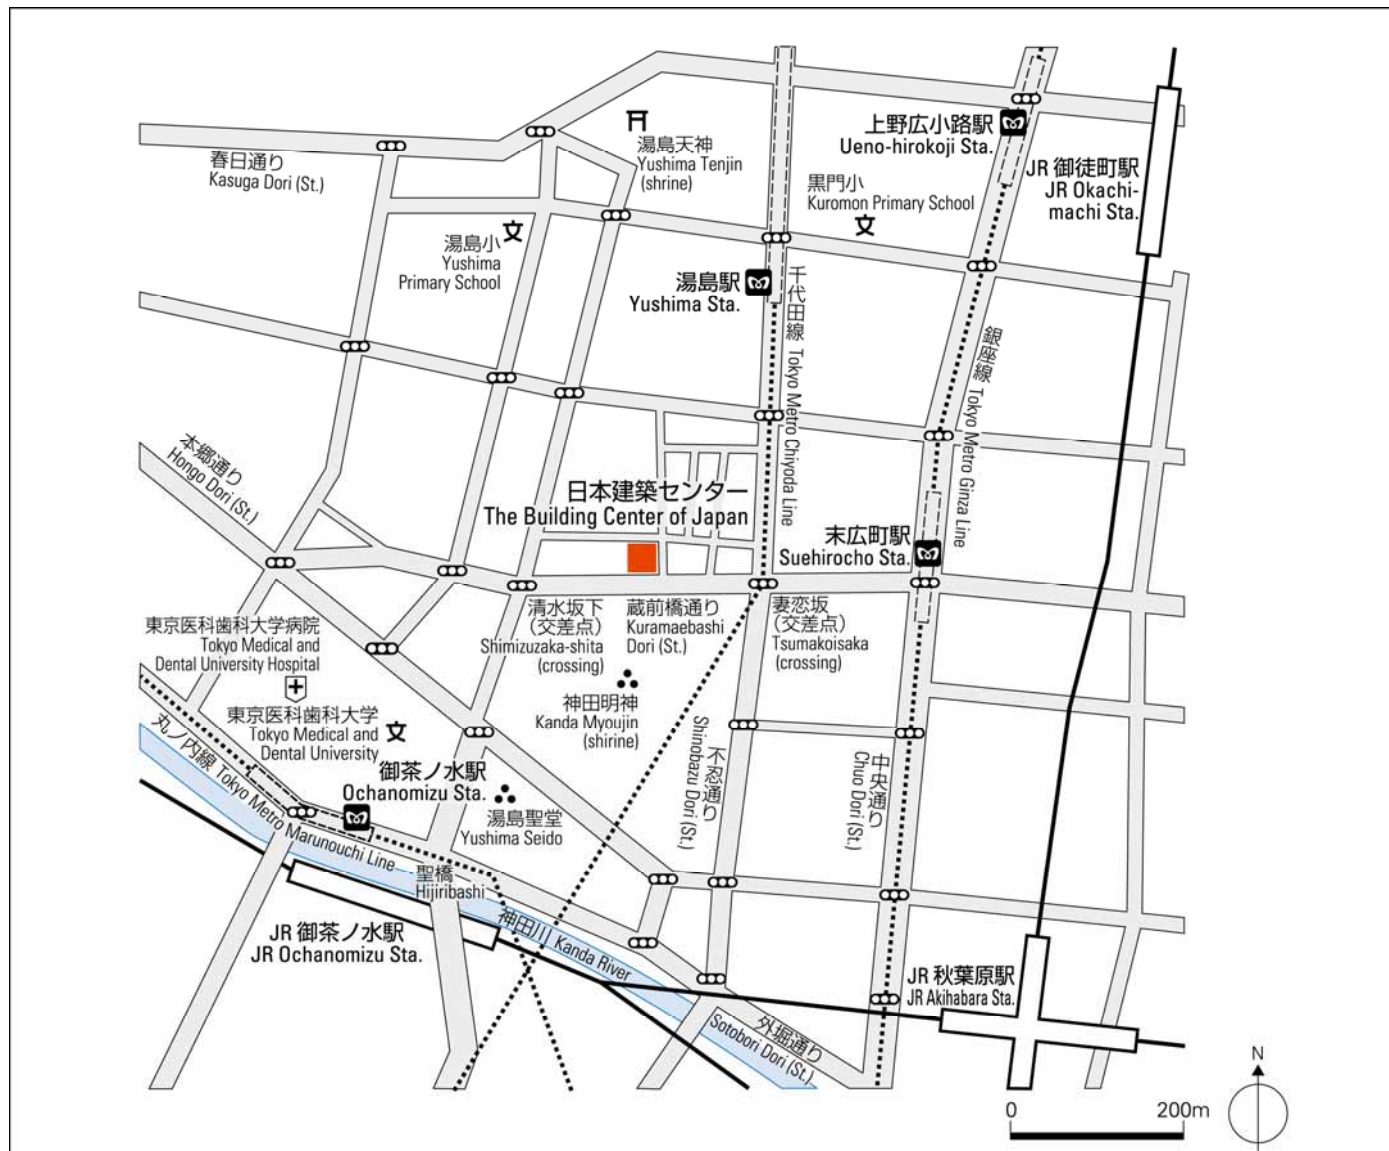 上野広小路駅
Ueno-hirokoji Sta.
湯島天神
Yushima Tenjin
(shrine)
春日通り
Kasuga Dori (St.)
JR 御徒町駅
JR Okachi-
machi Sta.
黒門小
Kuromon Primary School
文
湯島小
文
Yushima
Primary School
湯島駅
Yushima Sta.
千代田線 Tokyo Metro Chiyoda Line
銀座線 Tokyo Metro Ginza Line
本郷通り
Hongo Dori (St.)
日本建築センター
The Building Center of Japan
末広町駅
Suehirocho Sta.
清水坂下
(交差点)
Shimizuzaka-shita
(crossing)
蔵前橋通り
Kuramaebashi
Dori (St.)
妻恋坂
(交差点)
Tsumakoisaka
(crossing)
東京医科歯科大学病院
Tokyo Medical and
Dental University Hospital
神田明神
Kanda Myoujin
(shirine)
東京医科歯科大学
Tokyo Medical and
Dental University
文
不忍通り
Shinobazu Dori (St.)
中央通り
Chuo Dori (St.)
丸ノ内線 Tokyo Metro Marunouchi Line
御茶ノ水駅
Ochanomizu Sta.
湯島聖堂
Yushima Seido
聖橋
Hijiribashi
神田川 Kanda River
JR 御茶ノ水駅
JR Ochanomizu Sta.
JR 秋葉原駅
JR Akihabara Sta.
外堀通り
Sotobori Dori (St.)
N
0 200m